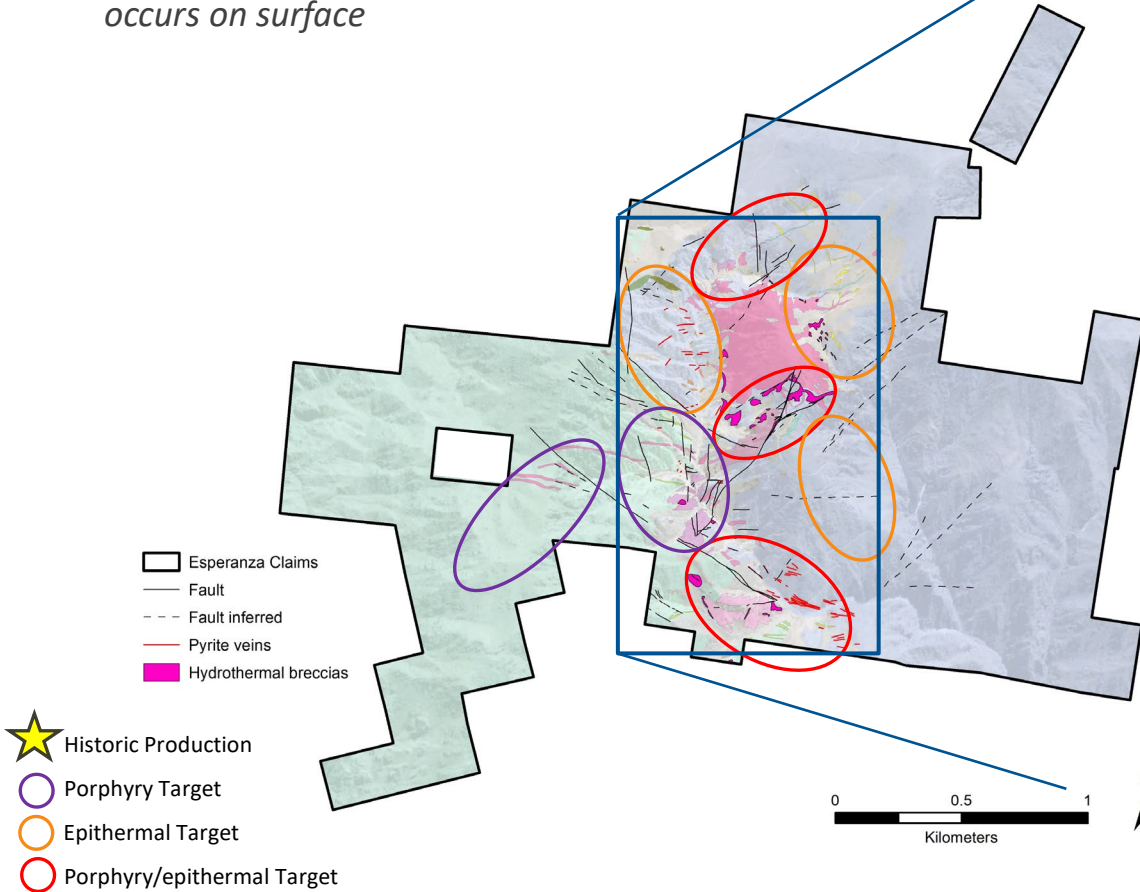 occurs on surface
Esperanza Claims
Fault
Fault inferred
Pyrite veins
Hydrothermal breccias
Historic Production
Porphyry Target
Epithermal Target
Porphyry/epithermal Target
0 0.5 1
Kilometers